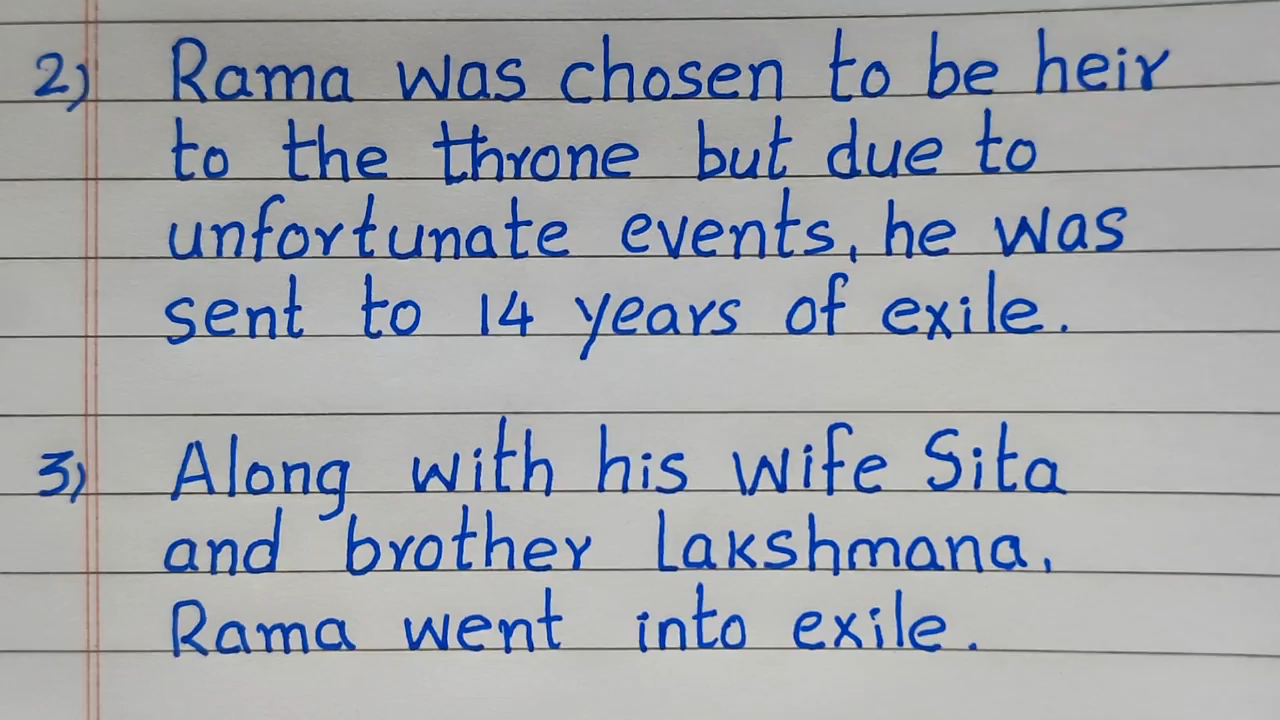 2) Rama was chosen to be heir
to the throne but due to
unfortunate events, he was
sent to 14 years of exile.
3) Along with his wife Sita
and brother Lakshmana,
Rama went into exile.